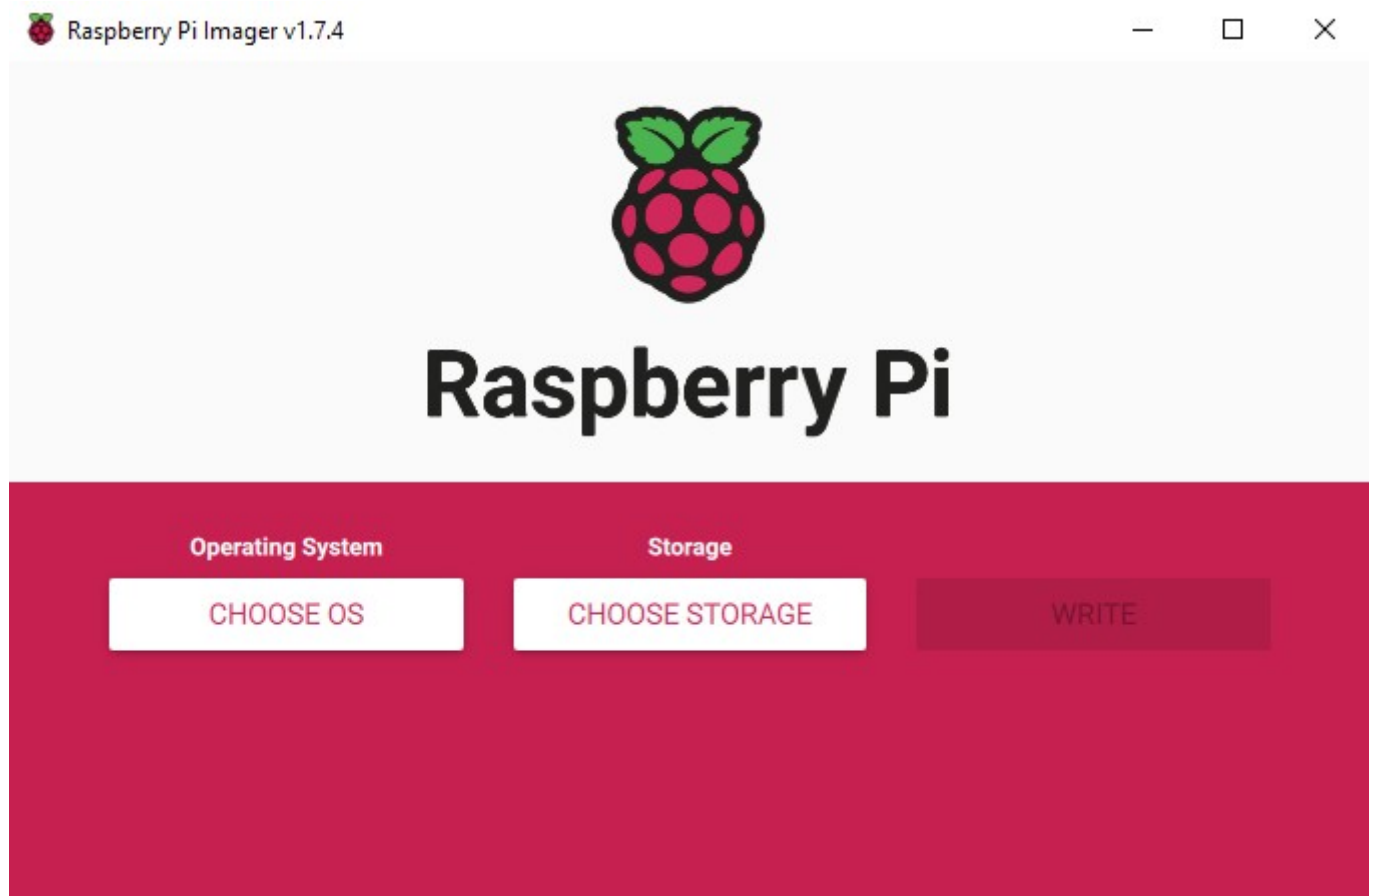 Raspberry Pi Imager v1.7.4
Raspberry Pi
Operating System
Storage
CHOOSE OS
CHOOSE STORAGE
WRITE